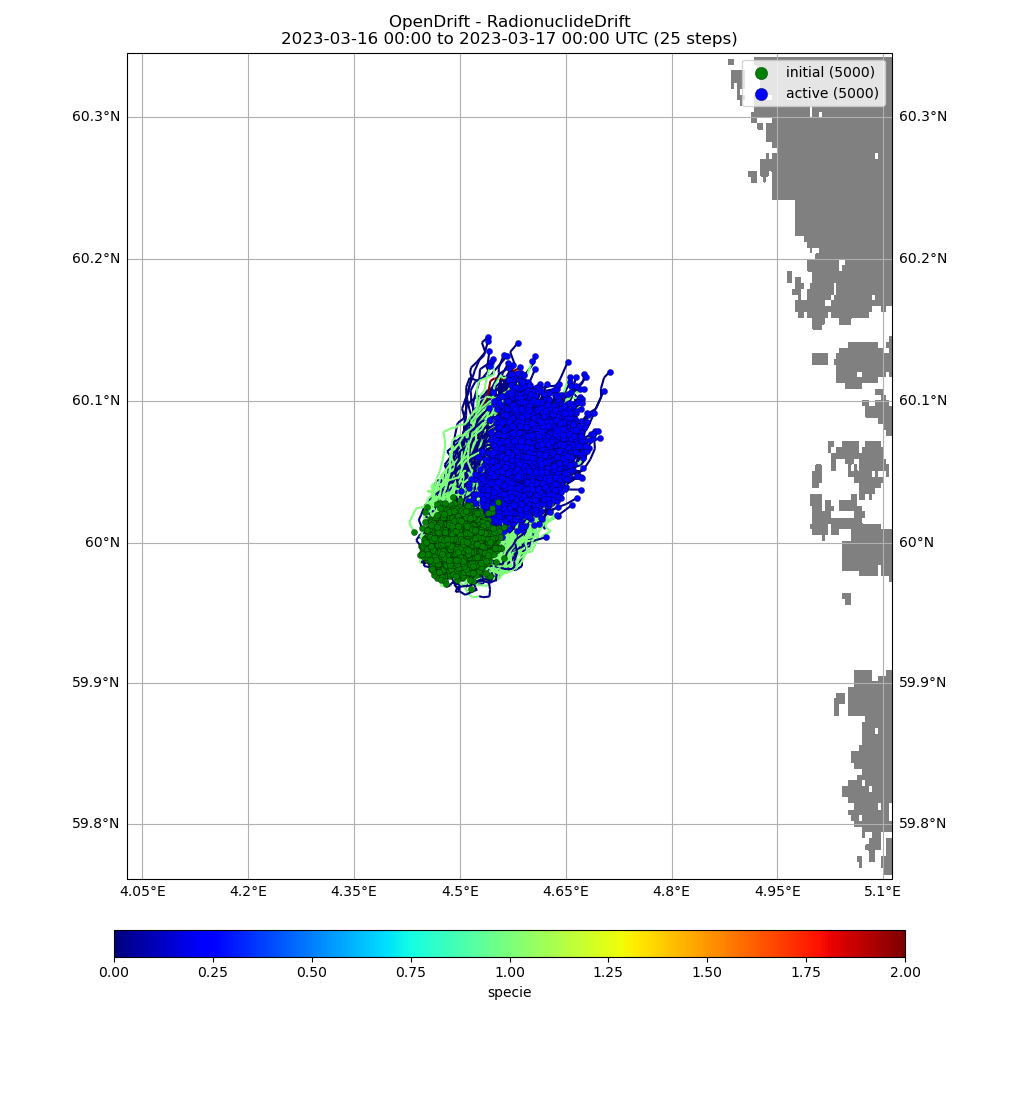 OpenDrift - RadionuclideDrift
2023-03-16 00:00 to 2023-03-17 00:00 UTC (25 steps)
initial (5000)
active (5000)
60.3°N 60.3°N
60.2°N 60.2°N
60.1°N 60.1°N
60°N 60°N
59.9°N 59.9°N
59.8°N 59.8°N
4.05°E 4.2°E 4.35°E 4.5°E 4.65°E 4.8°E 4.95°E 5.1°E
0.00 0.25 0.50 0.75 1.00 1.25 1.50 1.75 2.00
specie